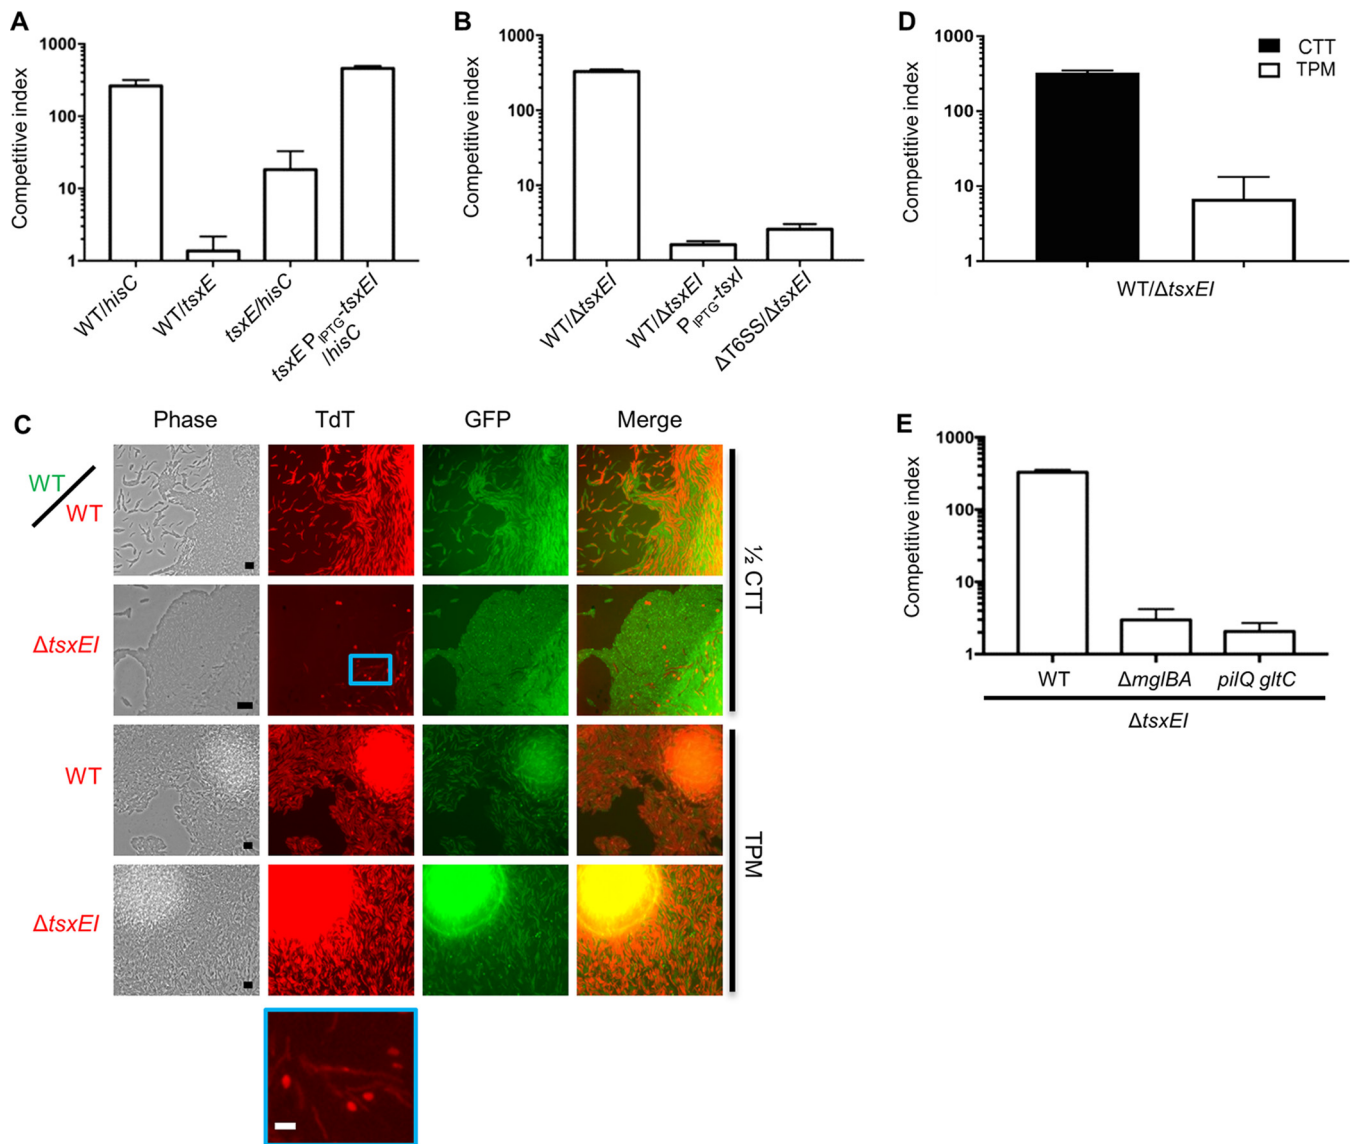 A
Competitive index
1000
100
10
1
WT/hisC
WT/tsxE
tsxE/hisC
tsxE P_IPTG-tsxEI
/hisC
B
Competitive index
1000
100
10
1
WT/ΔtsxEI
WT/ΔtsxEI
P_IPTG-tsxI
ΔT6SS/ΔtsxEI
D
Competitive index
1000
100
10
1
CTT
TPM
WT/ΔtsxEI
C
Phase
TdT
GFP
Merge
WT
WT
ΔtsxEI
WT
ΔtsxEI
½ CTT
TPM
E
Competitive index
1000
100
10
1
WT
ΔmglBA
pilQ gltC
ΔtsxEI